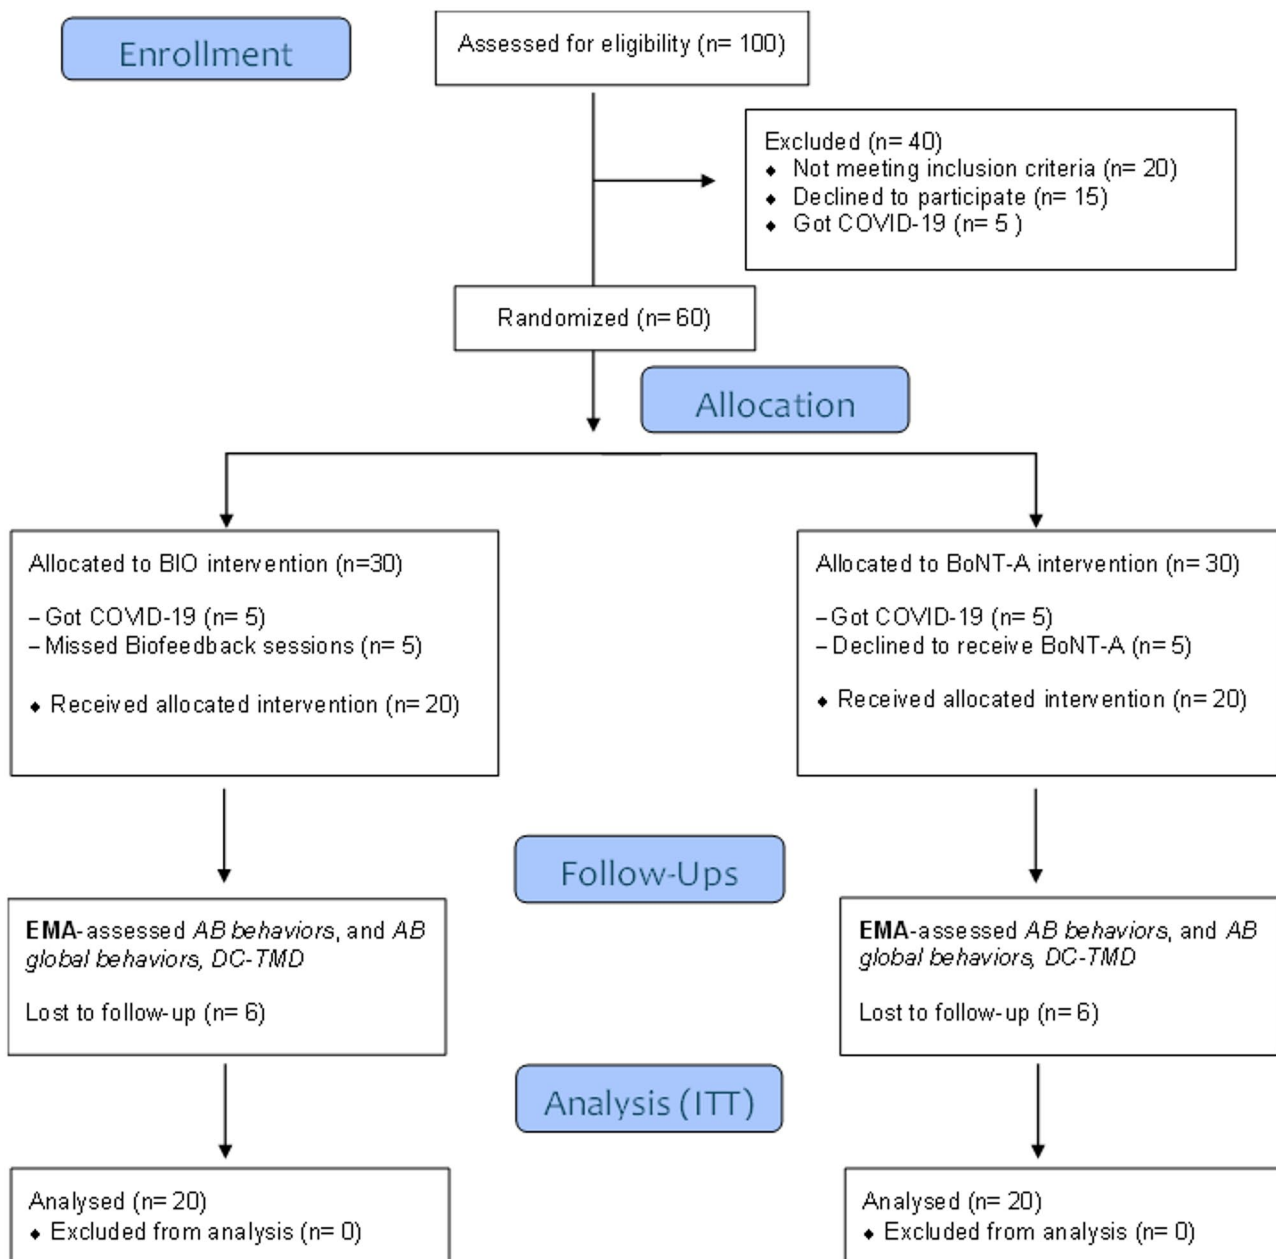 Enrollment
Assessed for eligibility (n= 100)
Excluded (n= 40)
♦ Not meeting inclusion criteria (n= 20)
♦ Declined to participate (n= 15)
♦ Got COVID-19 (n= 5 )
Randomized (n= 60)
Allocation
Allocated to BIO intervention (n=30)
– Got COVID-19 (n= 5)
– Missed Biofeedback sessions (n= 5)
♦ Received allocated intervention (n= 20)
Allocated to BoNT-A intervention (n= 30)
– Got COVID-19 (n= 5)
– Declined to receive BoNT-A (n= 5)
♦ Received allocated intervention (n= 20)
Follow-Ups
EMA-assessed AB behaviors, and AB
global behaviors, DC-TMD
Lost to follow-up (n= 6)
EMA-assessed AB behaviors, and AB
global behaviors, DC-TMD
Lost to follow-up (n= 6)
Analysis (ITT)
Analysed (n= 20)
♦ Excluded from analysis (n= 0)
Analysed (n= 20)
♦ Excluded from analysis (n= 0)